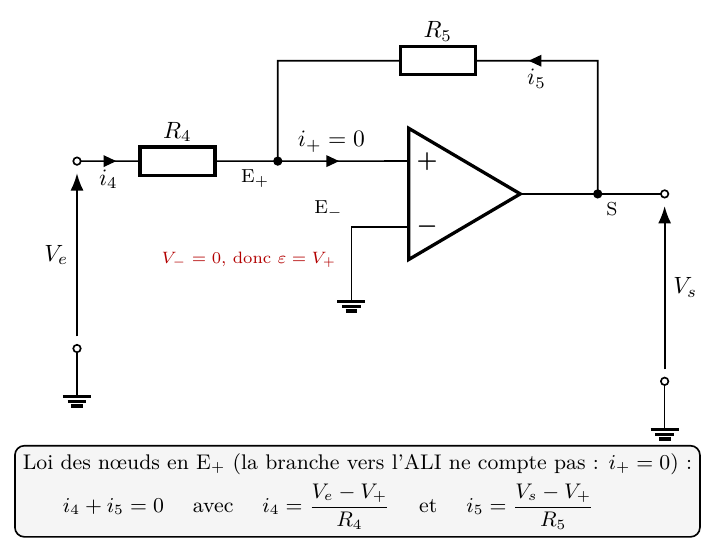 R₅
i₅
R₄
i₊ = 0
i₄
E₊
+
E₋
−
S
V₋ = 0, donc ε = V₊
Vₑ
Vₛ
Loi des nœuds en E₊ (la branche vers l'ALI ne compte pas : i₊ = 0) :
i₄ + i₅ = 0 avec i₄ = (Vₑ − V₊)/R₄ et i₅ = (Vₛ − V₊)/R₅